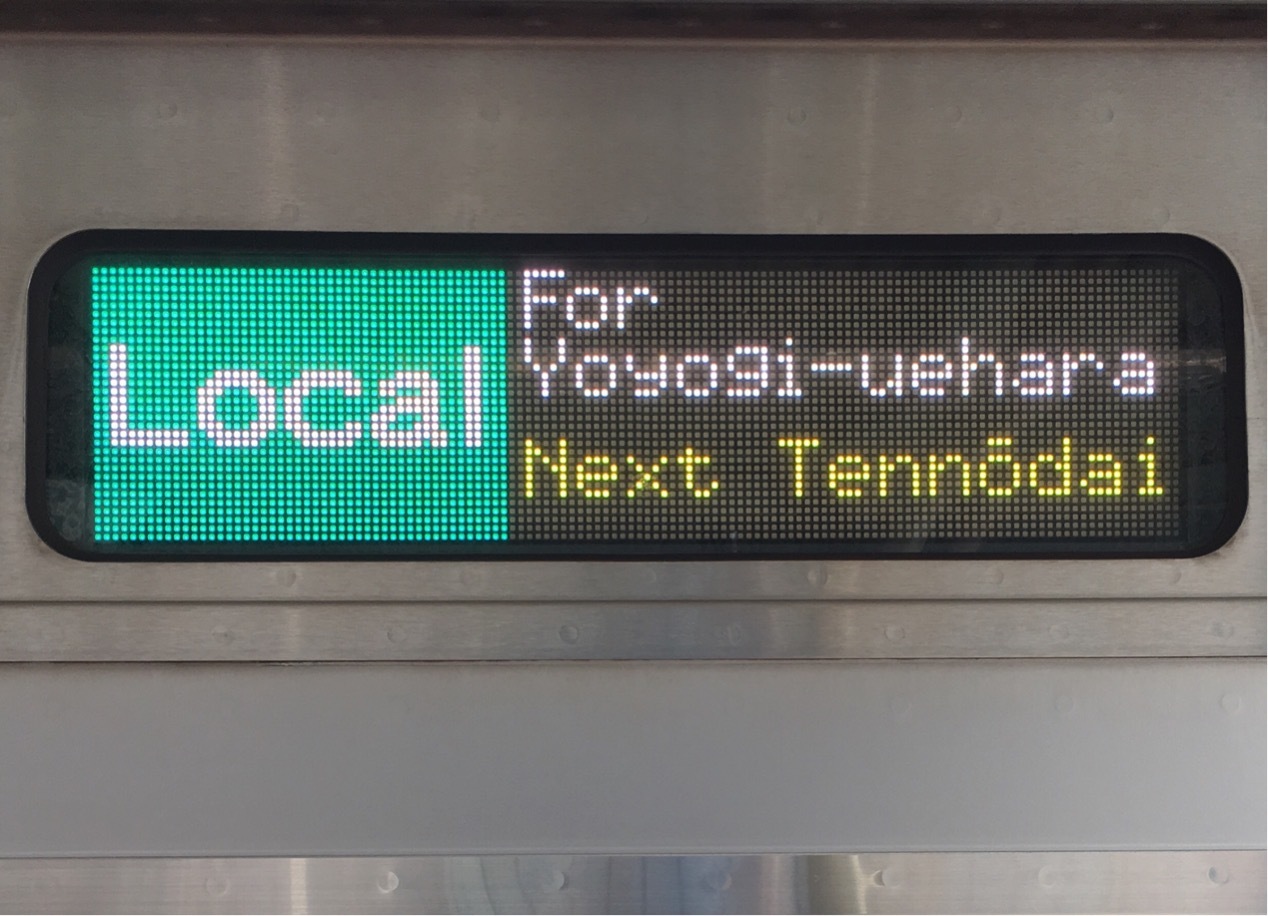 Local
For
Yoyogi-uehara
Next Tennōdai